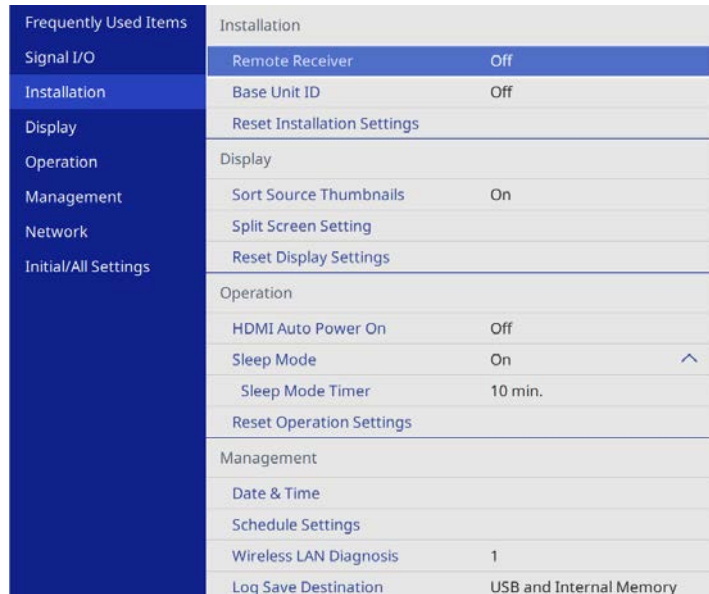 Frequently Used Items
Signal I/O
Installation
Display
Operation
Management
Network
Initial/All Settings
Installation
Remote Receiver Off
Base Unit ID Off
Reset Installation Settings
Display
Sort Source Thumbnails On
Split Screen Setting
Reset Display Settings
Operation
HDMI Auto Power On Off
Sleep Mode On
Sleep Mode Timer 10 min.
Reset Operation Settings
Management
Date & Time
Schedule Settings
Wireless LAN Diagnosis 1
Log Save Destination USB and Internal Memory